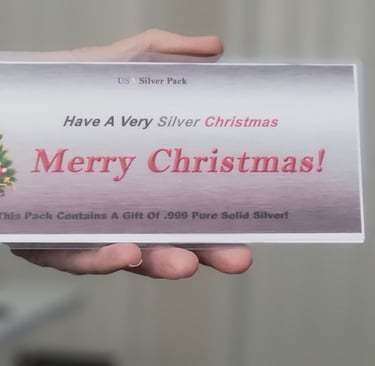 US Silver Pack
Have A Very Silver Christmas
Merry Christmas!
This Pack Contains A Gift Of .999 Pure Solid Silver!